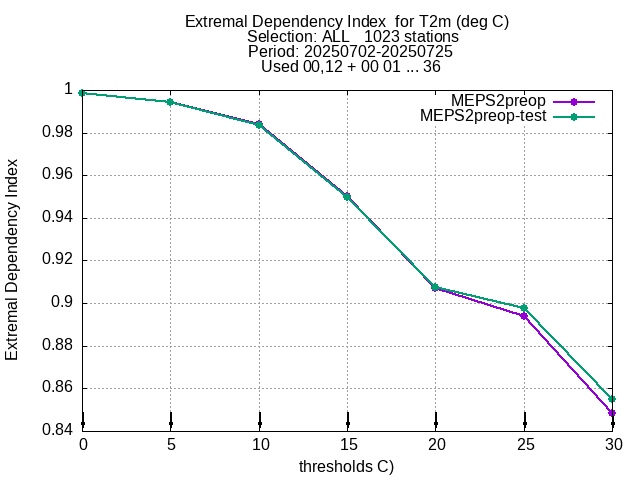 Extremal Dependency Index  for T2m (deg C)
Selection: ALL   1023 stations
Period: 20250702-20250725
Used 00,12 + 00 01 ... 36
MEPS2preop
MEPS2preop-test
Extremal Dependency Index
1
0.98
0.96
0.94
0.92
0.9
0.88
0.86
0.84
0 5 10 15 20 25 30
thresholds C)